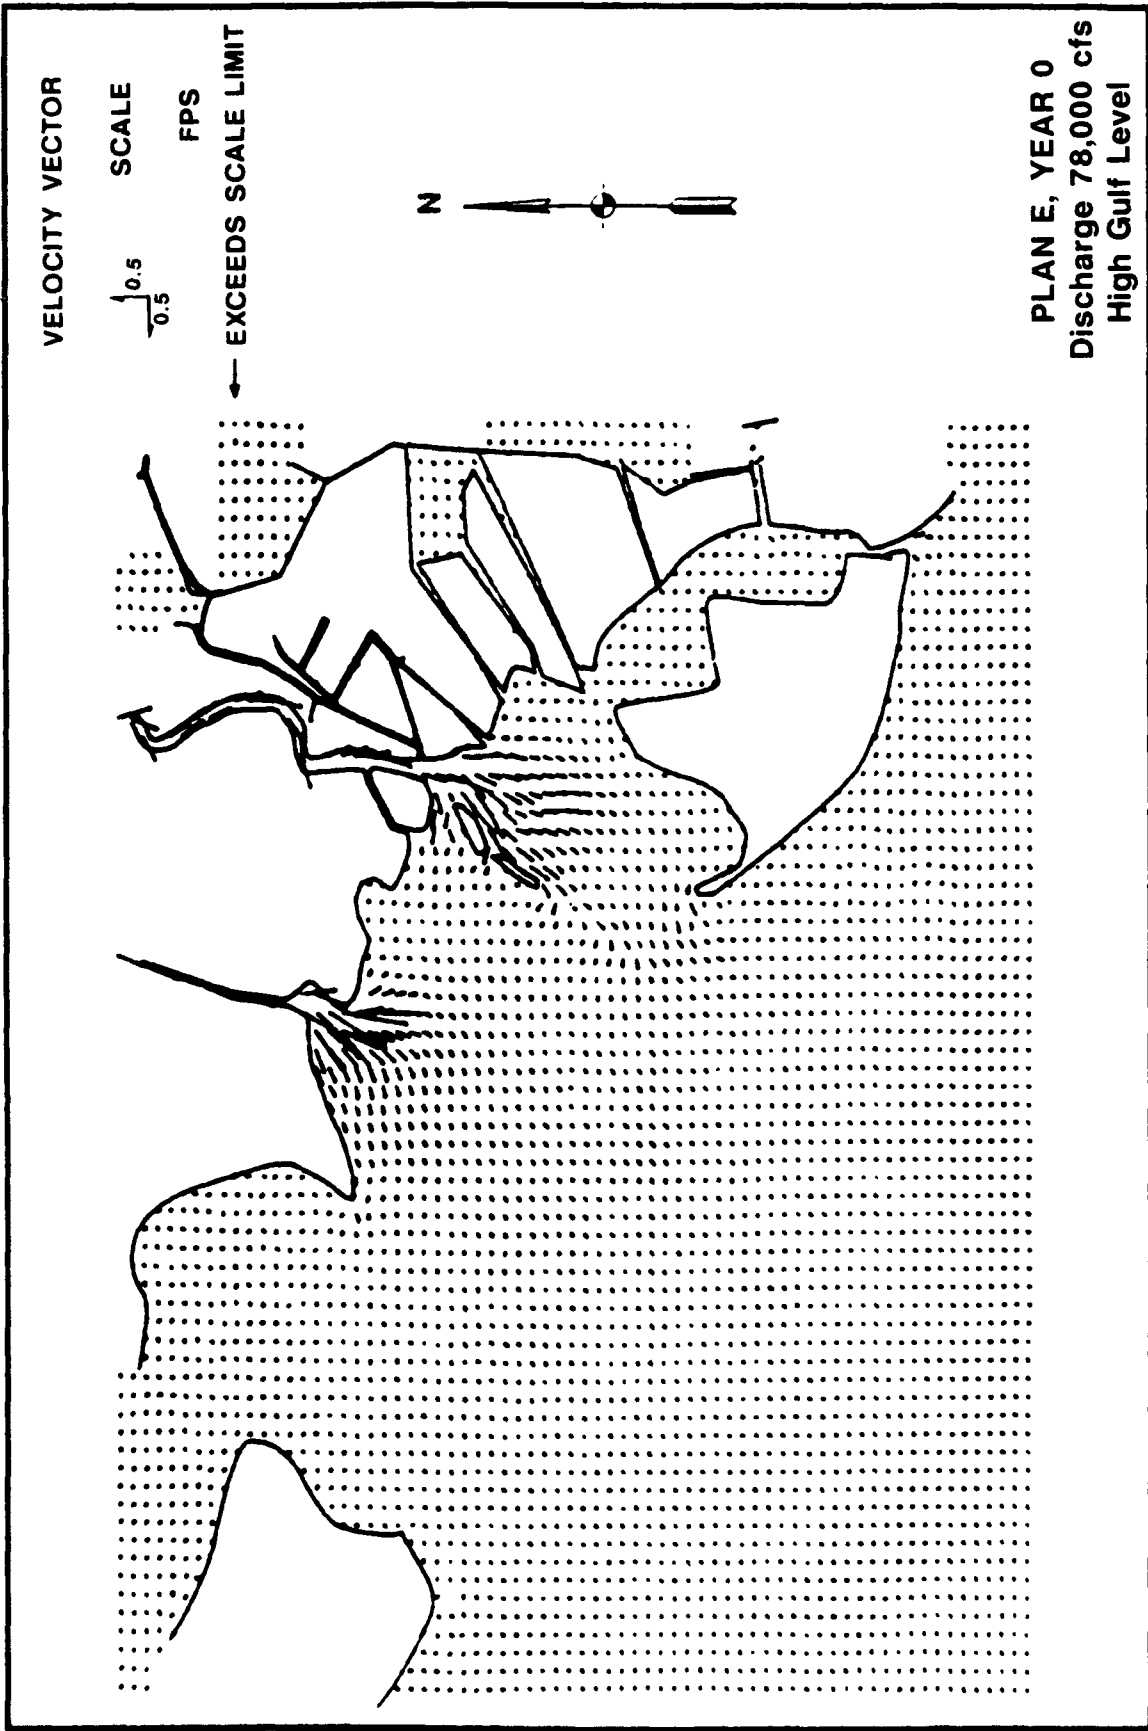 VELOCITY VECTOR
SCALE
0.5
0.5
FPS
EXCEEDS SCALE LIMIT
N
PLAN E, YEAR 0
Discharge 78,000 cfs
High Gulf Level